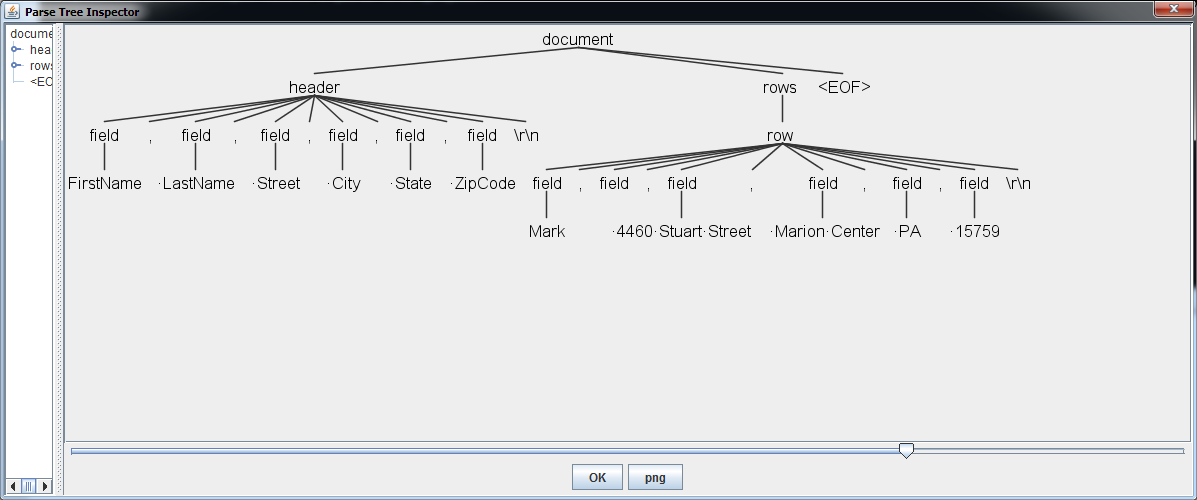 Parse Tree Inspector
docume
hea
rows
<EO
document
header rows <EOF>
field , field , field , field , field , field \r\n row
FirstName ·LastName ·Street ·City ·State ·ZipCode field , field , field , field , field , field \r\n
Mark ·4460·Stuart·Street ·Marion·Center ·PA ·15759
OK png